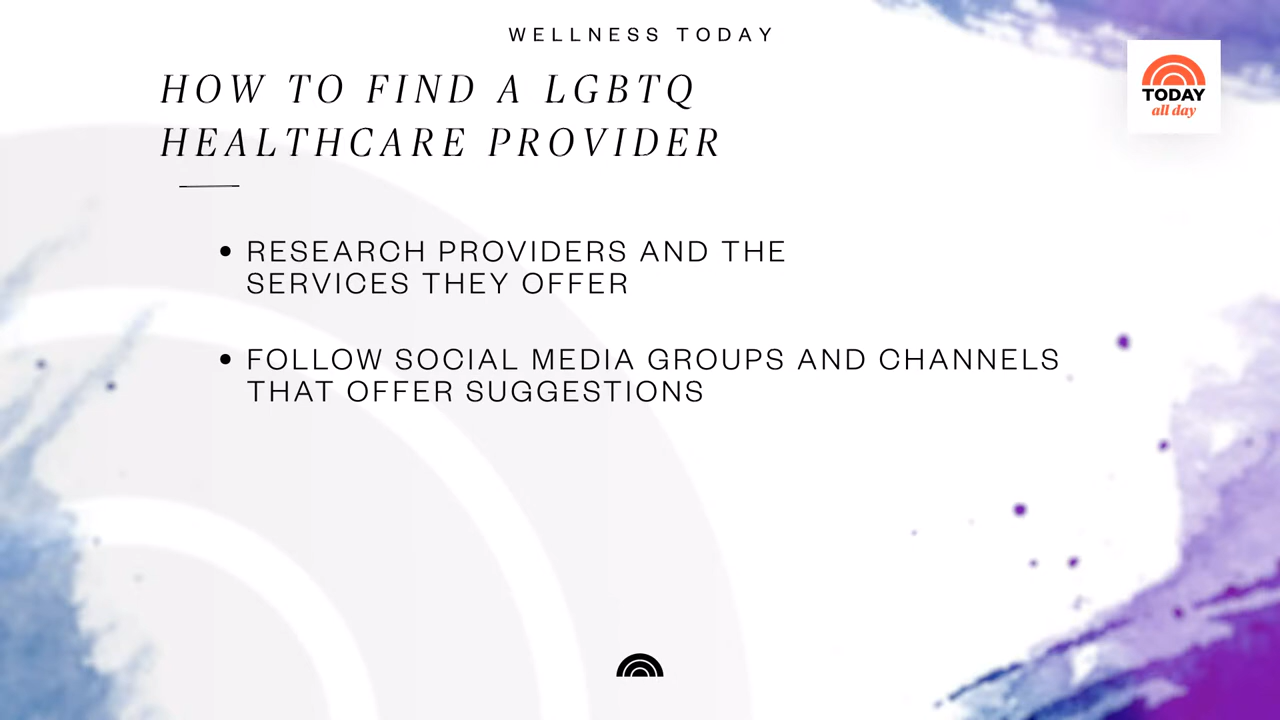 WELLNESS TODAY
HOW TO FIND A LGBTQ
HEALTHCARE PROVIDER
TODAY
all day
• RESEARCH PROVIDERS AND THE
SERVICES THEY OFFER
• FOLLOW SOCIAL MEDIA GROUPS AND CHANNELS
THAT OFFER SUGGESTIONS